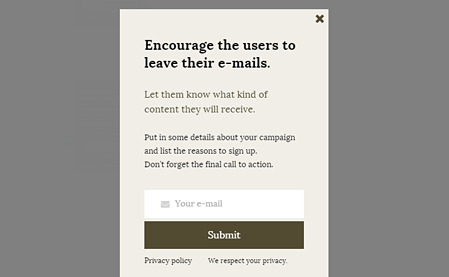 Encourage the users to
leave their e-mails.
Let them know what kind of
content they will receive.
Put in some details about your campaign
and list the reasons to sign up.
Don't forget the final call to action.
Your e-mail
Submit
Privacy policy We respect your privacy.